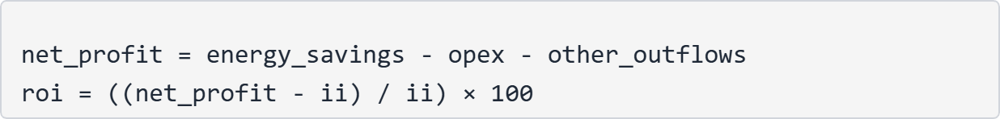 net_profit = energy_savings - opex - other_outflows
roi = ((net_profit - ii) / ii) × 100